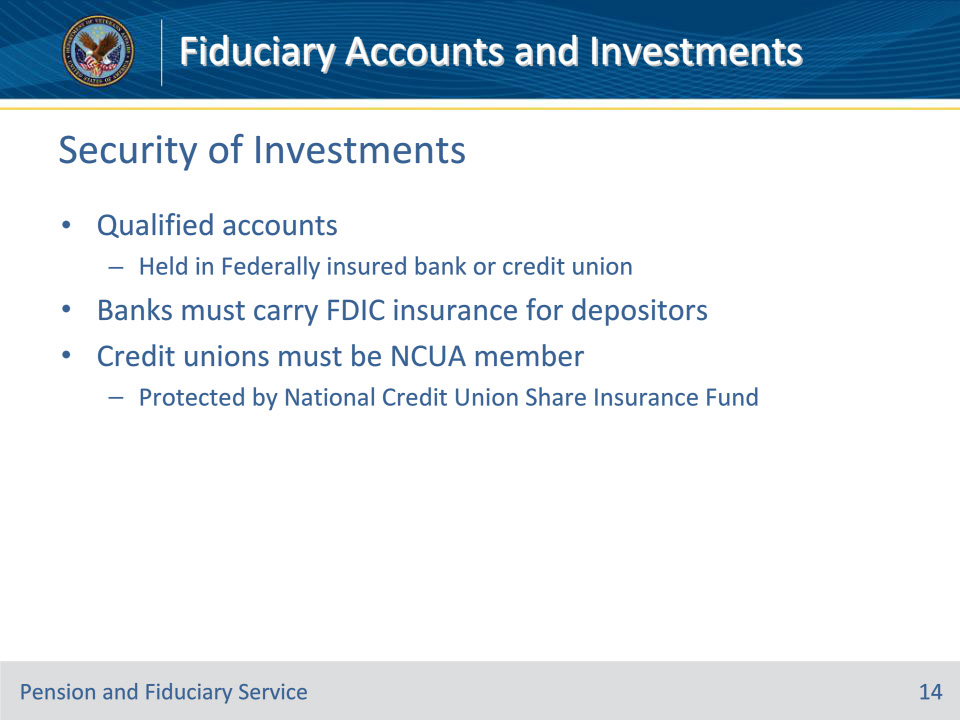 Fiduciary Accounts and Investments
Security of Investments
• Qualified accounts
– Held in Federally insured bank or credit union
• Banks must carry FDIC insurance for depositors
• Credit unions must be NCUA member
– Protected by National Credit Union Share Insurance Fund
Pension and Fiduciary Service
14